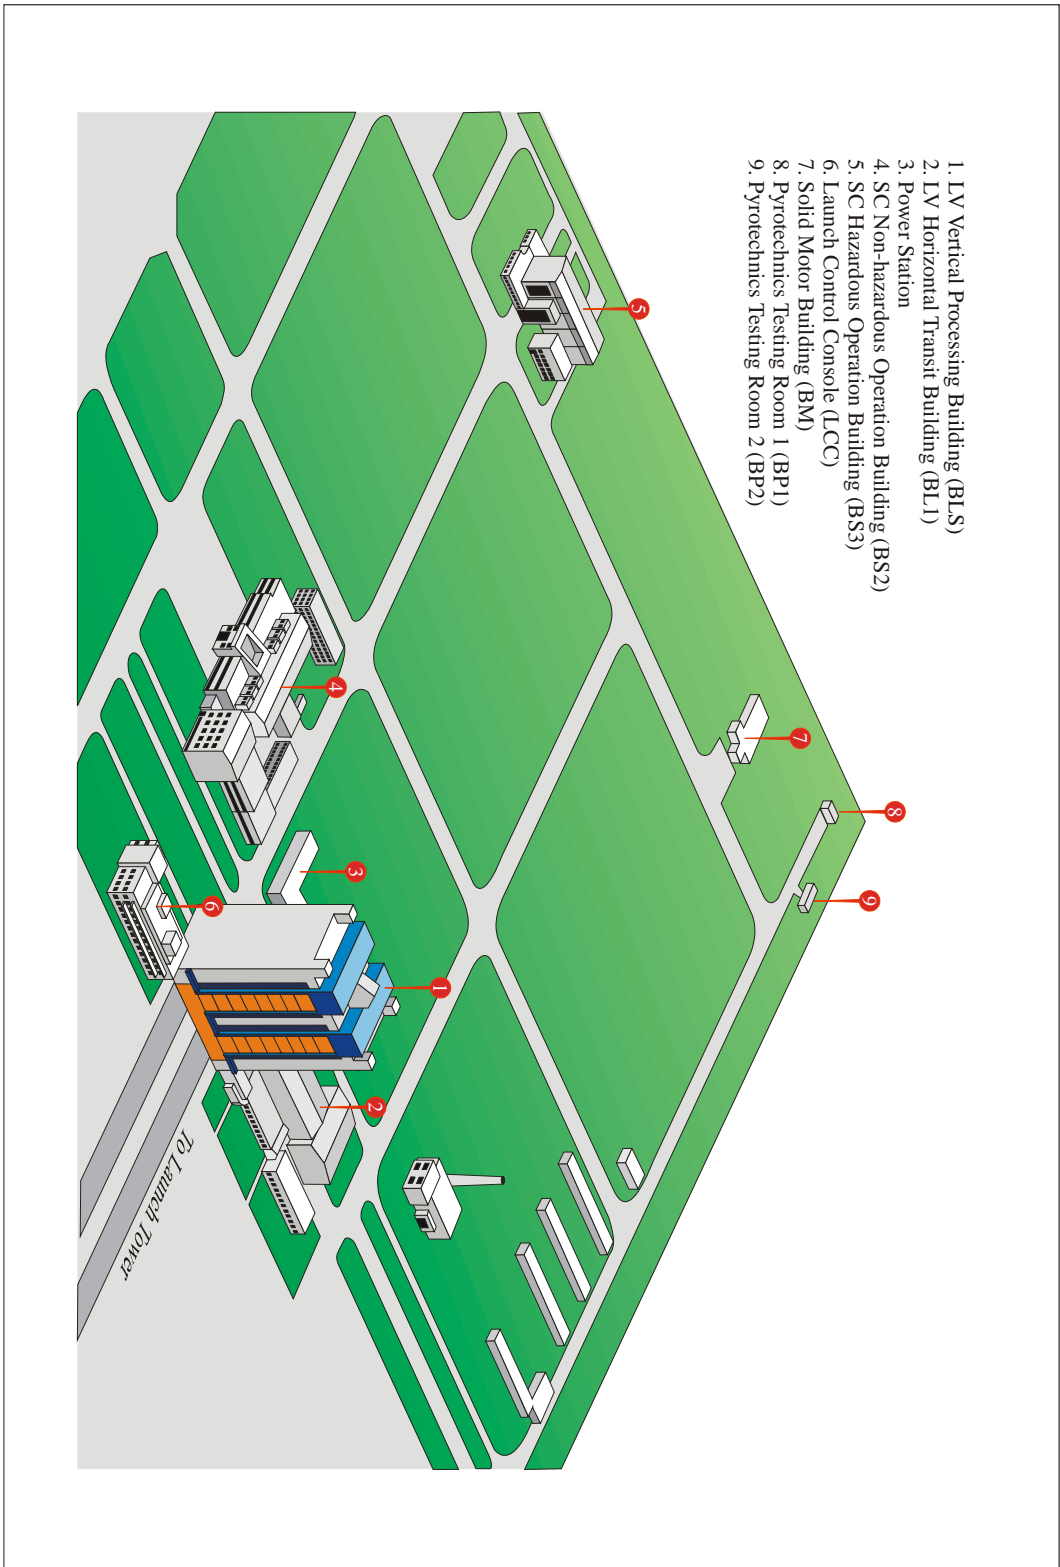 1. LV Vertical Processing Building (BLS)
2. LV Horizontal Transit Building (BL1)
3. Power Station
4. SC Non-hazardous Operation Building (BS2)
5. SC Hazardous Operation Building (BS3)
6. Launch Control Console (LCC)
7. Solid Motor Building (BM)
8. Pyrotechnics Testing Room 1 (BP1)
9. Pyrotechnics Testing Room 2 (BP2)
5
7
8
9
4
3
6
1
2
To Launch Tower